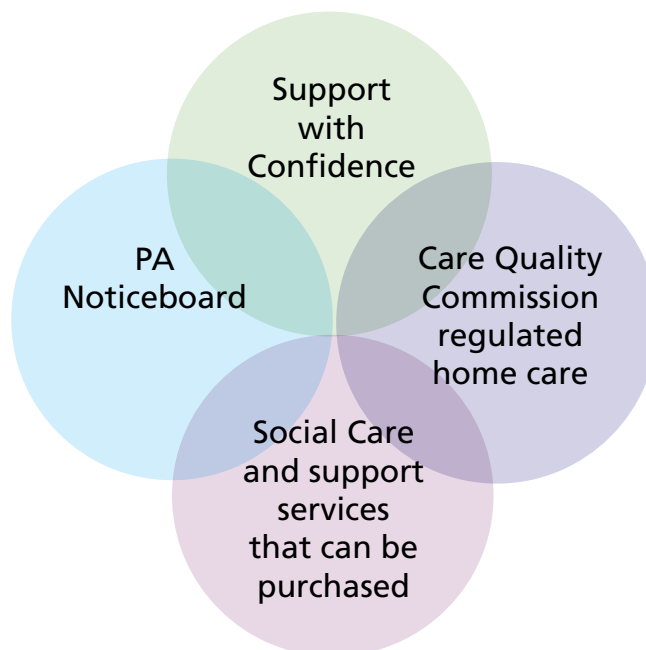 Support
with
Confidence
PA
Noticeboard
Care Quality
Commission
regulated
home care
Social Care
and support
services
that can be
purchased